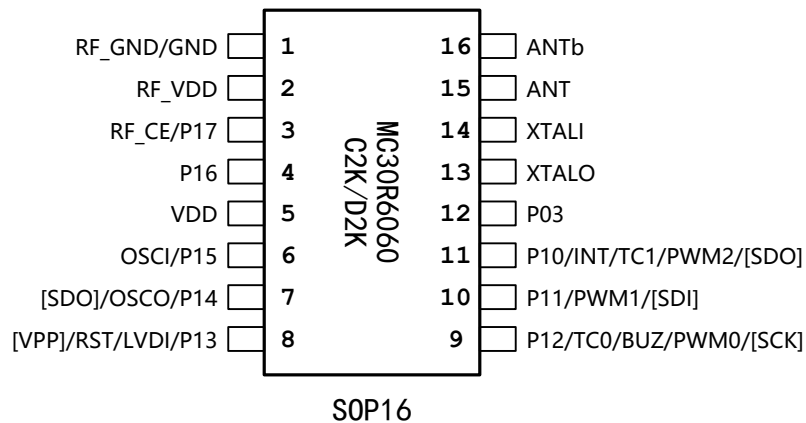 RF_GND/GND 1 16 ANTb
RF_VDD 2 15 ANT
RF_CE/P17 3 14 XTALI
P16 4 13 XTALO
VDD 5 12 P03
OSCI/P15 6 11 P10/INT/TC1/PWM2/[SDO]
[SDO]/OSCO/P14 7 10 P11/PWM1/[SDI]
[VPP]/RST/LVDI/P13 8 9 P12/TC0/BUZ/PWM0/[SCK]
MC30R6060
C2K/D2K
SOP16